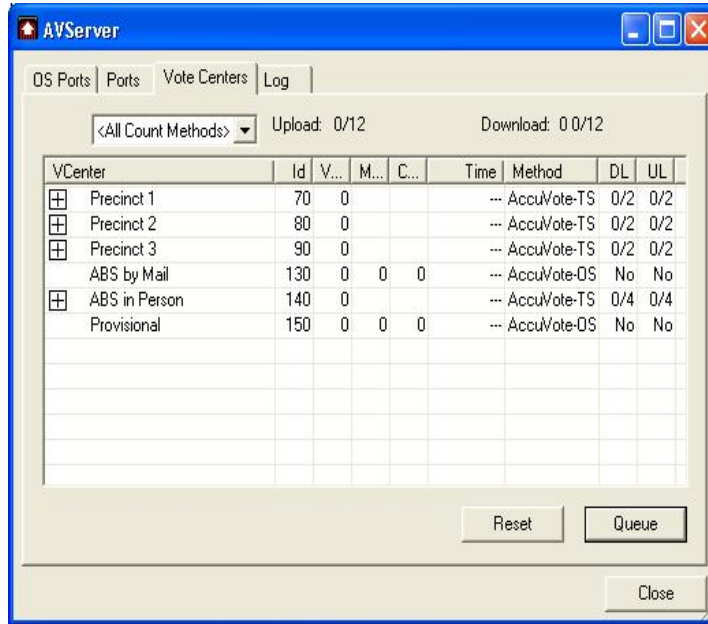 AVServer
OS Ports Ports Vote Centers Log
<All Count Methods> Upload: 0/12 Download: 0 0/12
VCenter Id V... M... C... Time Method DL UL
Precinct 1 70 0 --- AccuVote-TS 0/2 0/2
Precinct 2 80 0 --- AccuVote-TS 0/2 0/2
Precinct 3 90 0 --- AccuVote-TS 0/2 0/2
ABS by Mail 130 0 0 0 --- AccuVote-OS No No
ABS in Person 140 0 --- AccuVote-TS 0/4 0/4
Provisional 150 0 0 0 --- AccuVote-OS No No
Reset Queue
Close